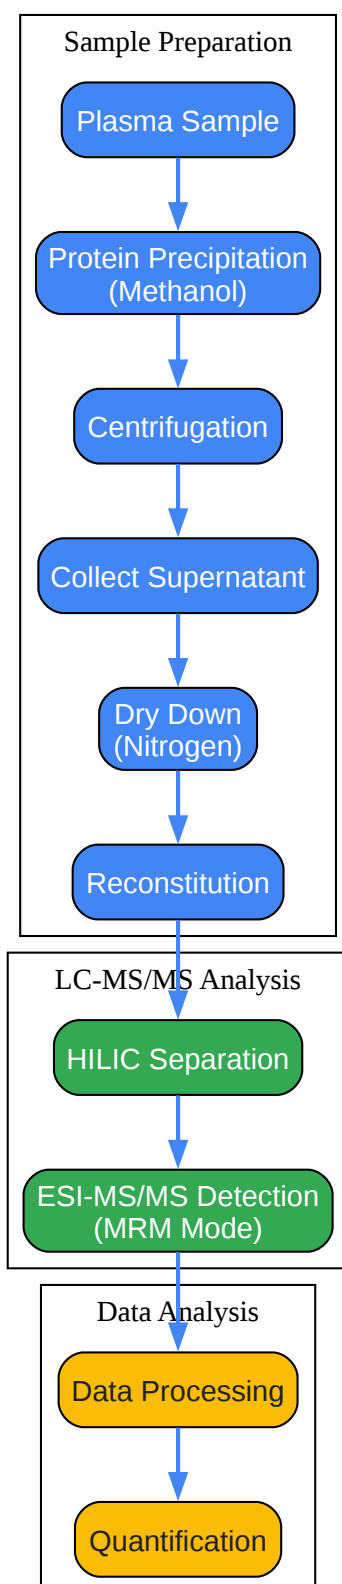 Sample Preparation
Plasma Sample
Protein Precipitation
(Methanol)
Centrifugation
Collect Supernatant
Dry Down
(Nitrogen)
Reconstitution
LC-MS/MS Analysis
HILIC Separation
ESI-MS/MS Detection
(MRM Mode)
Data Analysis
Data Processing
Quantification